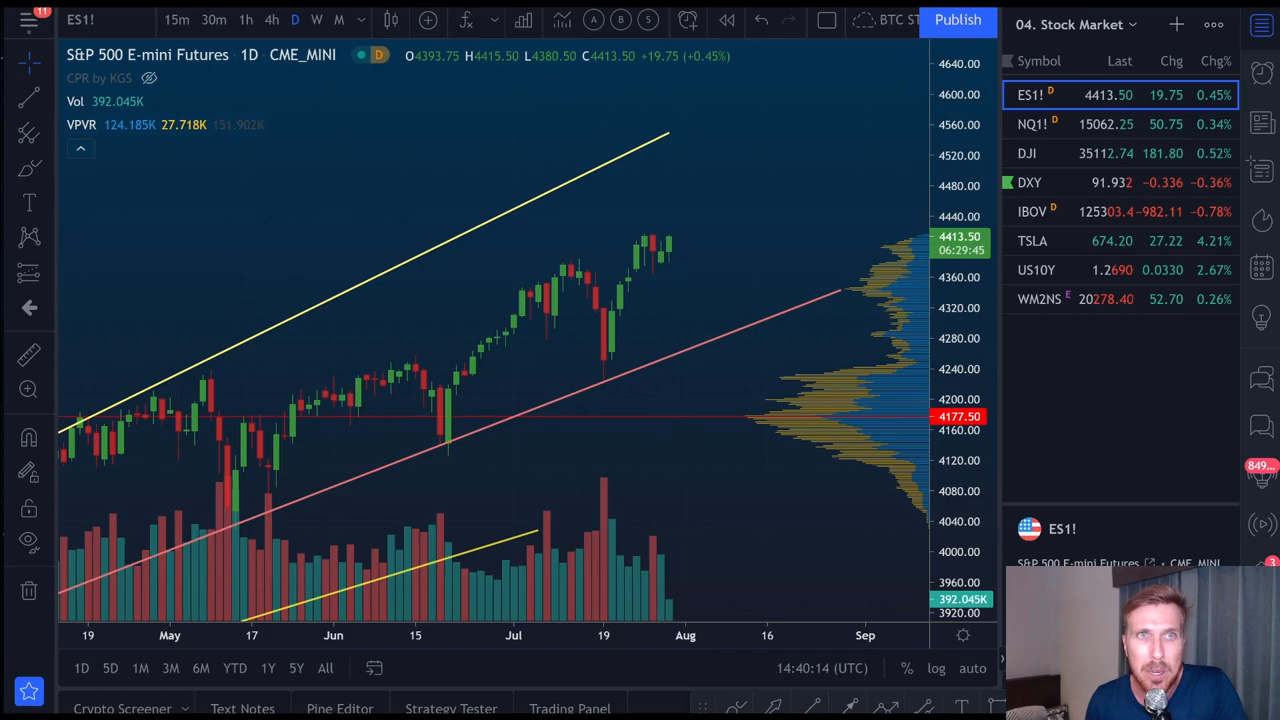 11
ES1!
15m 30m 1h 4h D W M
A B S
BTC ST
Publish
S&P 500 E-mini Futures · 1D · CME_MINI D O4393.75 H4415.50 L4380.50 C4413.50 +19.75 (+0.45%)
CPR by KGS
Vol 392.045K
VPVR 124.185K 27.718K 151.902K
4640.00
4600.00
4560.00
4520.00
4480.00
4440.00
4413.50
06:29:45
4360.00
4320.00
4280.00
4240.00
4200.00
4177.50
4160.00
4120.00
4080.00
4040.00
4000.00
3960.00
392.045K
3920.00
19 May 17 Jun 15 Jul 19 Aug 16 Sep
1D 5D 1M 3M 6M YTD 1Y 5Y All
14:40:14 (UTC) % log auto
Crypto Screener Text Notes Pine Editor Strategy Tester Trading Panel
04. Stock Market
Symbol Last Chg Chg%
ES1! D 4413.50 19.75 0.45%
NQ1! D 15062.25 50.75 0.34%
DJI 35112.74 181.80 0.52%
DXY 91.932 −0.336 −0.36%
IBOV D 125303.4 −982.11 −0.78%
TSLA 674.20 27.22 4.21%
US10Y 1.2690 0.0330 2.67%
WM2NS E 20278.40 52.70 0.26%
849...
3
ES1!
S&P 500 E-mini Futures · CME_MINI